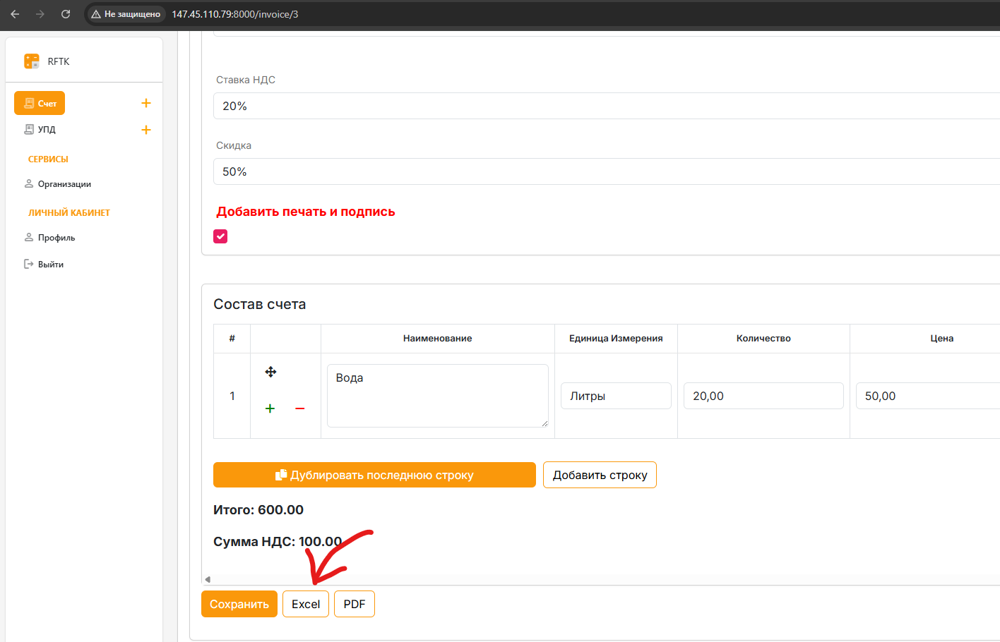 Не защищено 147.45.110.79:8000/invoice/3
RFTK
Счет
УПД
СЕРВИСЫ
Организации
ЛИЧНЫЙ КАБИНЕТ
Профиль
Выйти
Ставка НДС
20%
Скидка
50%
Добавить печать и подпись
Состав счета
# Наименование Единица Измерения Количество Цена
1 Вода Литры 20,00 50,00
Дублировать последнюю строку Добавить строку
Итого: 600.00
Сумма НДС: 100.00
Сохранить Excel PDF